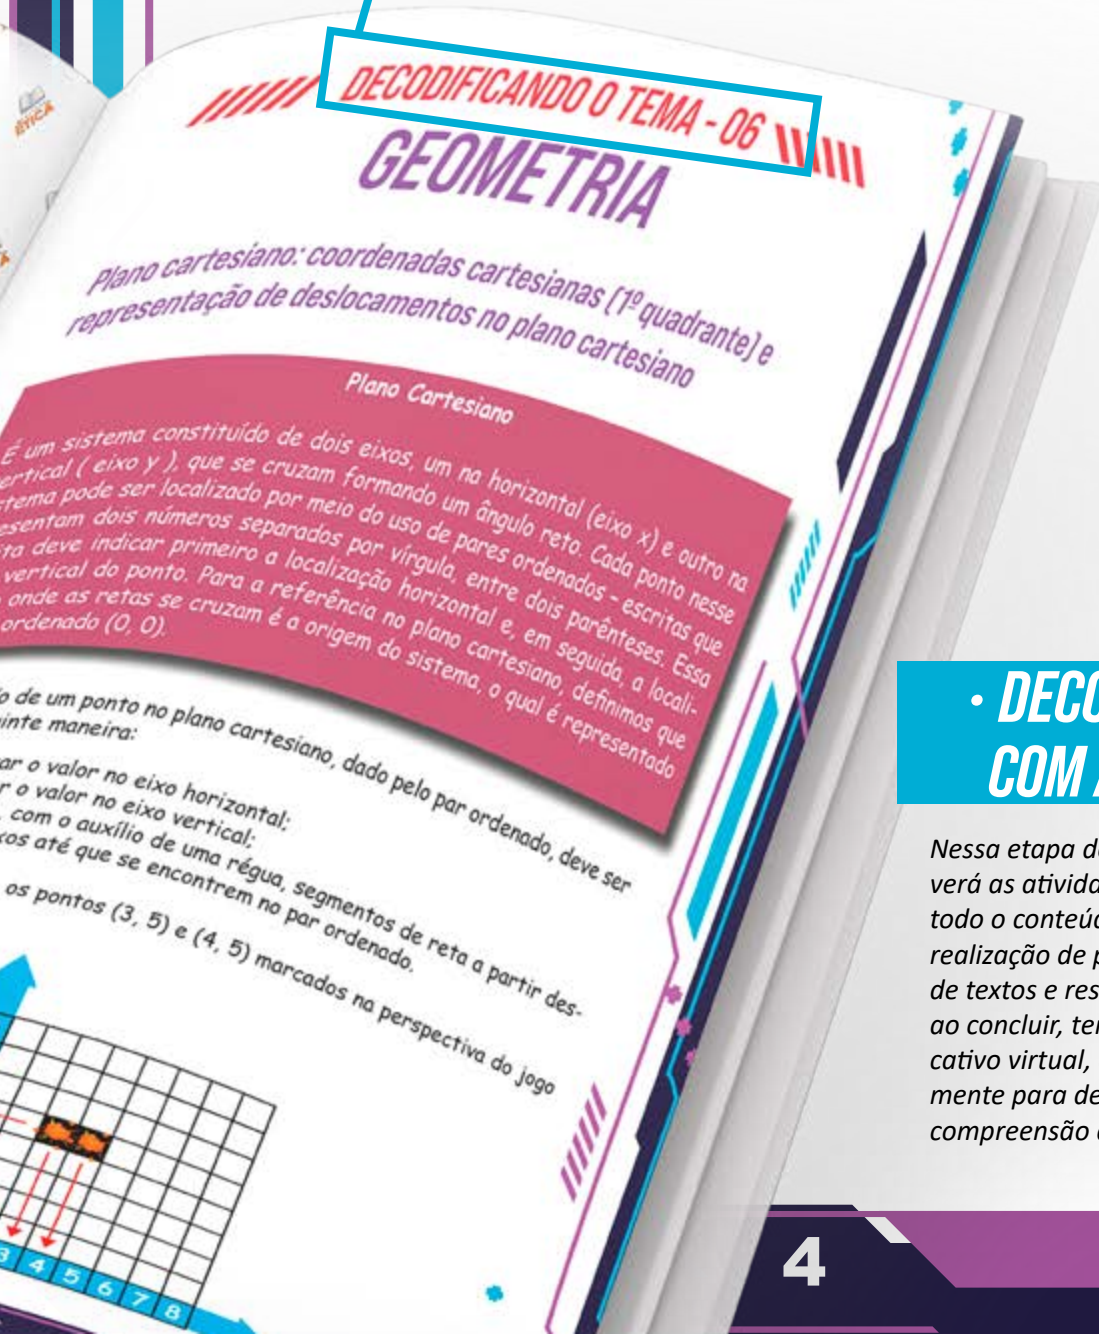 ÉTICA
DECODIFICANDO O TEMA - 06
GEOMETRIA
Plano cartesiano: coordenadas cartesianas (1º quadrante) e
representação de deslocamentos no plano cartesiano
Plano Cartesiano
É um sistema constituído de dois eixos, um na horizontal (eixo x) e outro na
vertical ( eixo y ), que se cruzam formando um ângulo reto. Cada ponto nesse
stema pode ser localizado por meio do uso de pares ordenados - escritas que
esentam dois números separados por vírgula, entre dois parênteses. Essa
ta deve indicar primeiro a localização horizontal e, em seguida, a locali-
vertical do ponto. Para a referência no plano cartesiano, definimos que
onde as retas se cruzam é a origem do sistema, o qual é representado
ordenado (0, 0).
o de um ponto no plano cartesiano, dado pelo par ordenado, deve ser
inte maneira:
ar o valor no eixo horizontal;
r o valor no eixo vertical;
, com o auxílio de uma régua, segmentos de reta a partir des-
xos até que se encontrem no par ordenado.
os pontos (3, 5) e (4, 5) marcados na perspectiva do jogo
3 4 5 6 7 8
• DECO
COM A
Nessa etapa d
verá as ativida
todo o conteúd
realização de p
de textos e res
ao concluir, ter
cativo virtual,
mente para de
compreensão
4